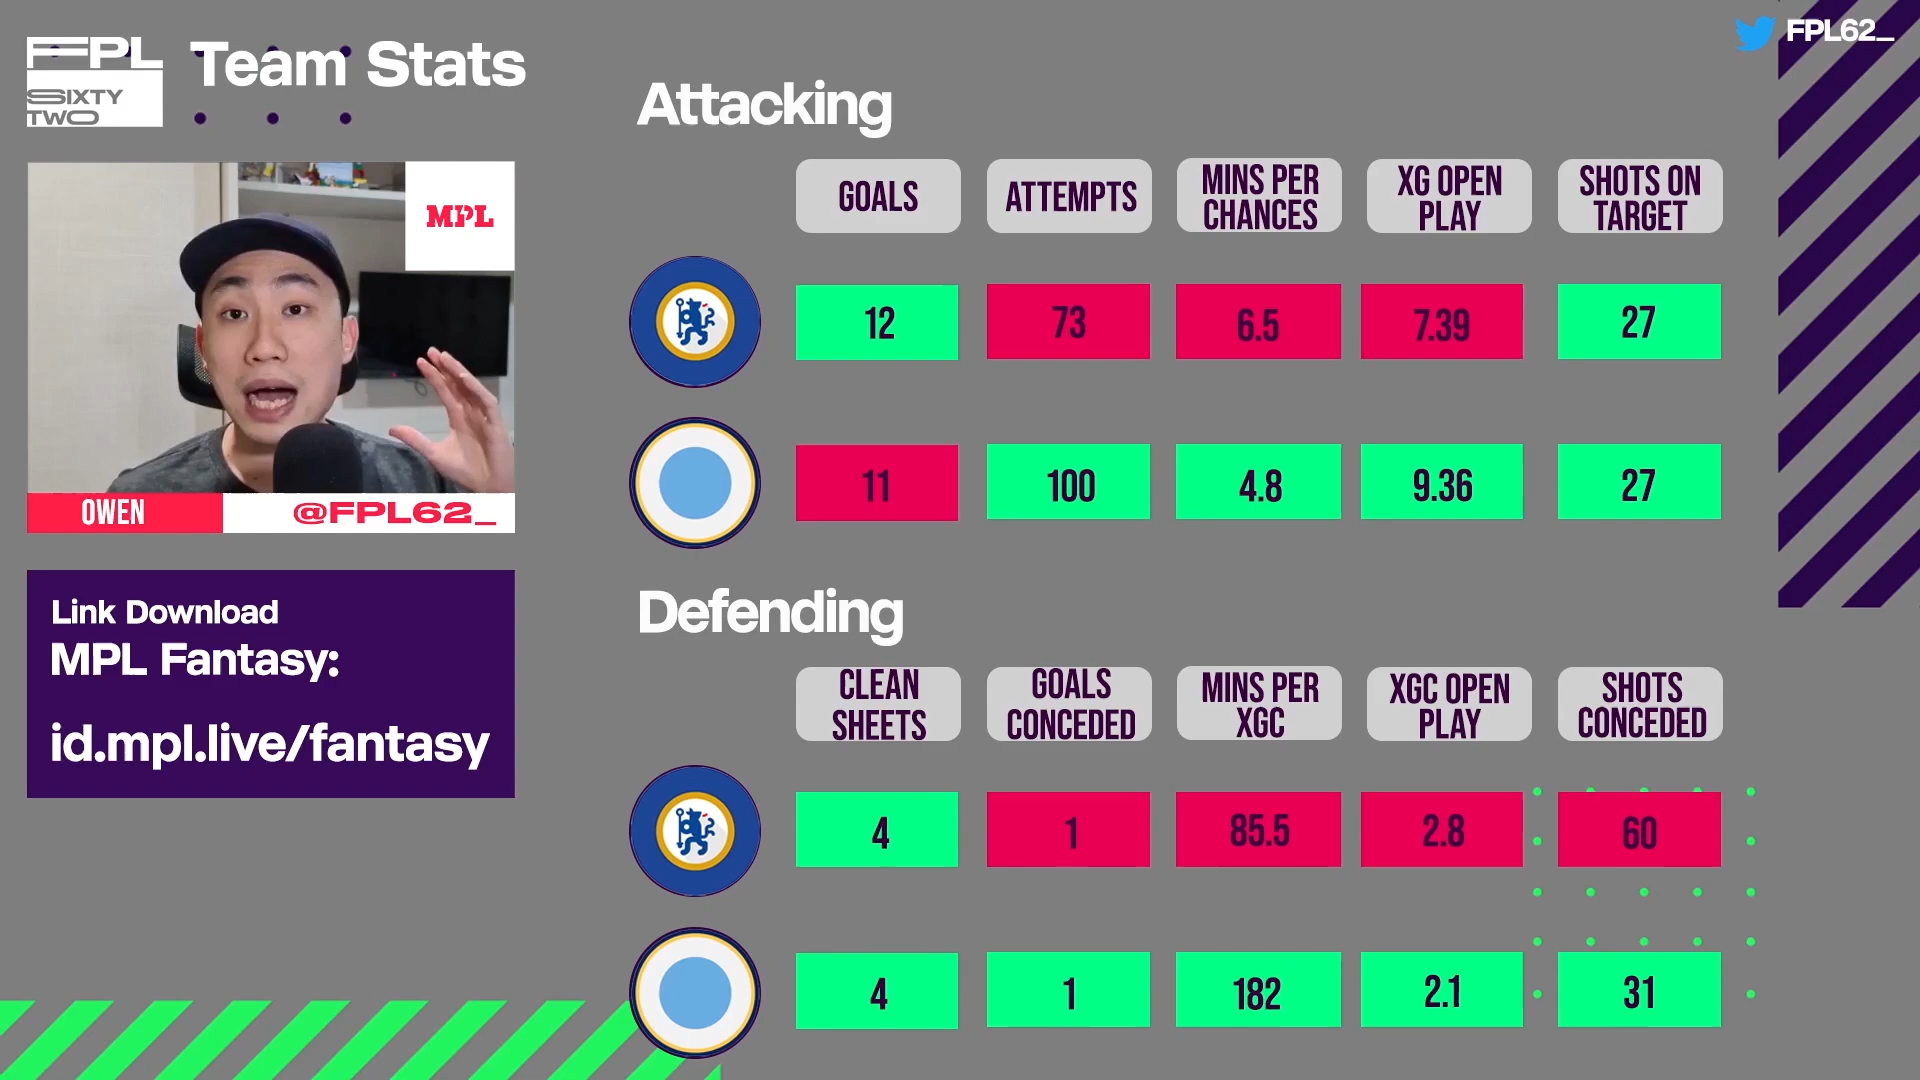 FPL
SIXTY
TWO
Team Stats
FPL62_
MPL
OWEN
@FPL62_
Link Download
MPL Fantasy:
id.mpl.live/fantasy
Attacking
GOALS
ATTEMPTS
MINS PER
CHANCES
XG OPEN
PLAY
SHOTS ON
TARGET
12
73
6.5
7.39
27
11
100
4.8
9.36
27
Defending
CLEAN
SHEETS
GOALS
CONCEDED
MINS PER
XGC
XGC OPEN
PLAY
SHOTS
CONCEDED
4
1
85.5
2.8
60
4
1
182
2.1
31